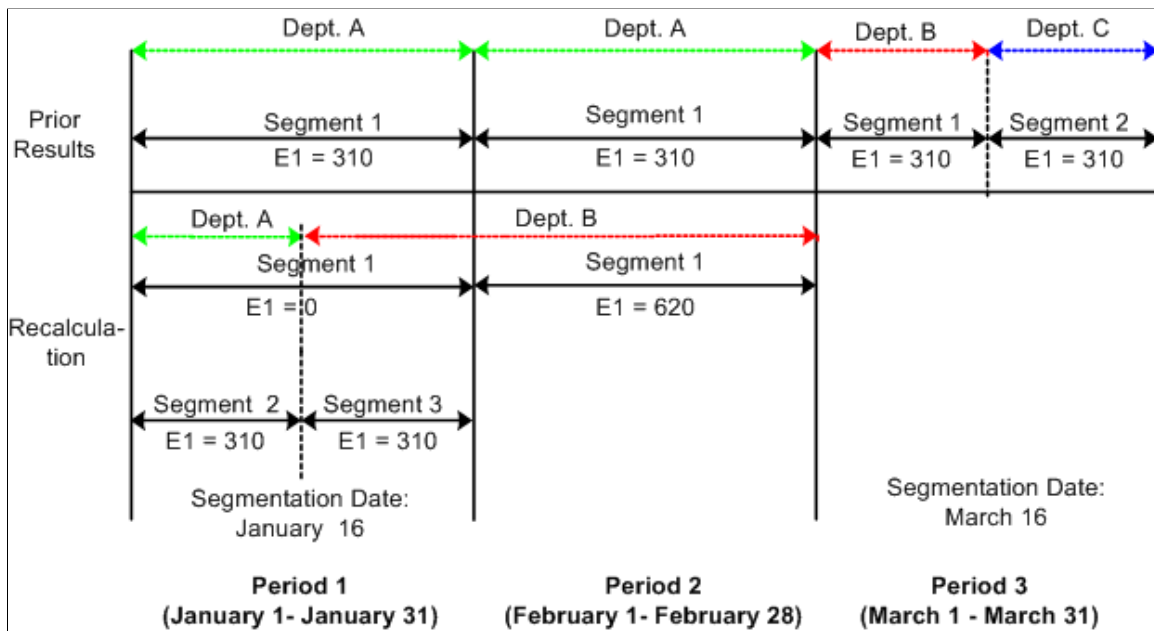 Dept. A
Dept. A
Dept. B
Dept. C
Prior
Results
Segment 1
E1 = 310
Segment 1
E1 = 310
Segment 1
E1 = 310
Segment 2
E1 = 310
Dept. A
Dept. B
Recalcula-
tion
Segment 1
E1 = 0
Segment 1
E1 = 620
Segment 2
E1 = 310
Segment 3
E1 = 310
Segmentation Date:
January 16
Segmentation Date:
March 16
Period 1
(January 1- January 31)
Period 2
(February 1- February 28)
Period 3
(March 1 - March 31)